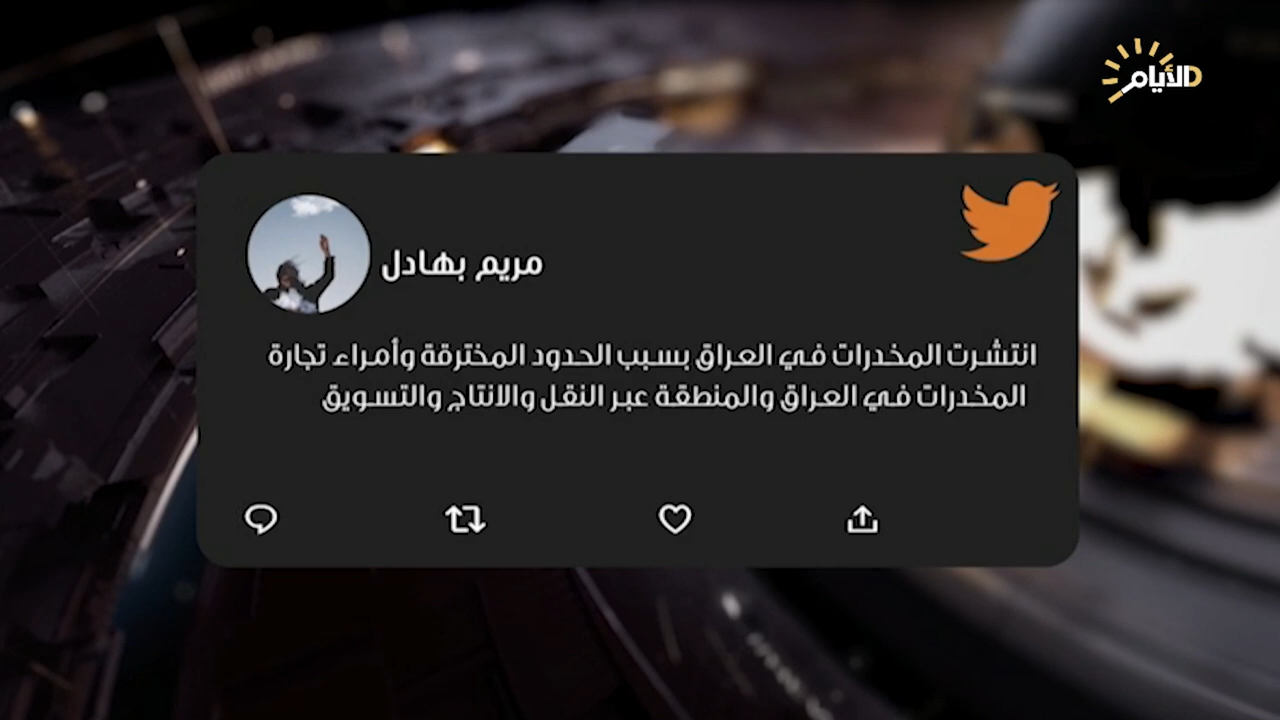 الأيام
مريم بهادل
انتشرت المخدرات في العراق بسبب الحدود المخترقة وأمراء تجارة
المخدرات في العراق والمنطقة عبر النقل والانتاج والتسويق